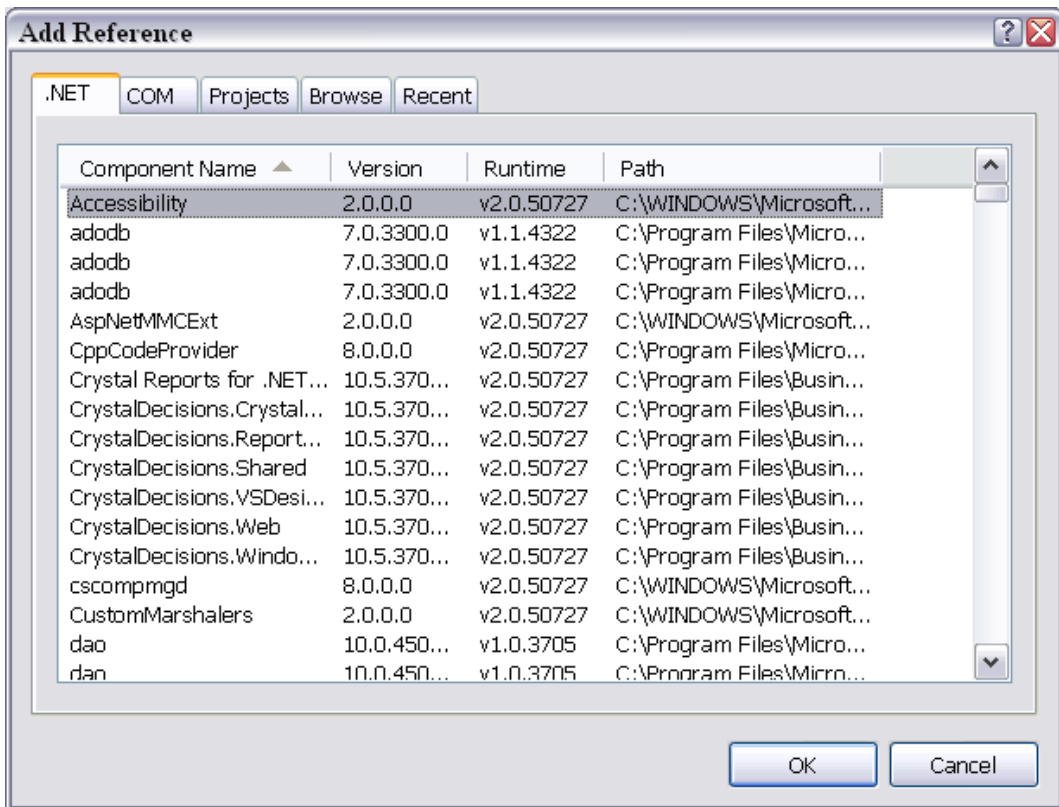 Add Reference
.NET COM Projects Browse Recent
Component Name Version Runtime Path
Accessibility 2.0.0.0 v2.0.50727 C:\WINDOWS\Microsoft...
adodb 7.0.3300.0 v1.1.4322 C:\Program Files\Micro...
adodb 7.0.3300.0 v1.1.4322 C:\Program Files\Micro...
adodb 7.0.3300.0 v1.1.4322 C:\Program Files\Micro...
AspNetMMCExt 2.0.0.0 v2.0.50727 C:\WINDOWS\Microsoft...
CppCodeProvider 8.0.0.0 v2.0.50727 C:\Program Files\Micro...
Crystal Reports for .NET... 10.5.370... v2.0.50727 C:\Program Files\Busin...
CrystalDecisions.Crystal... 10.5.370... v2.0.50727 C:\Program Files\Busin...
CrystalDecisions.Report... 10.5.370... v2.0.50727 C:\Program Files\Busin...
CrystalDecisions.Shared 10.5.370... v2.0.50727 C:\Program Files\Busin...
CrystalDecisions.VSDesi... 10.5.370... v2.0.50727 C:\Program Files\Busin...
CrystalDecisions.Web 10.5.370... v2.0.50727 C:\Program Files\Busin...
CrystalDecisions.Windo... 10.5.370... v2.0.50727 C:\Program Files\Busin...
cscompmgd 8.0.0.0 v2.0.50727 C:\WINDOWS\Microsoft...
CustomMarshalers 2.0.0.0 v2.0.50727 C:\WINDOWS\Microsoft...
dao 10.0.450... v1.0.3705 C:\Program Files\Micro...
dao 10.0.450... v1.0.3705 C:\Program Files\Micro...
OK Cancel